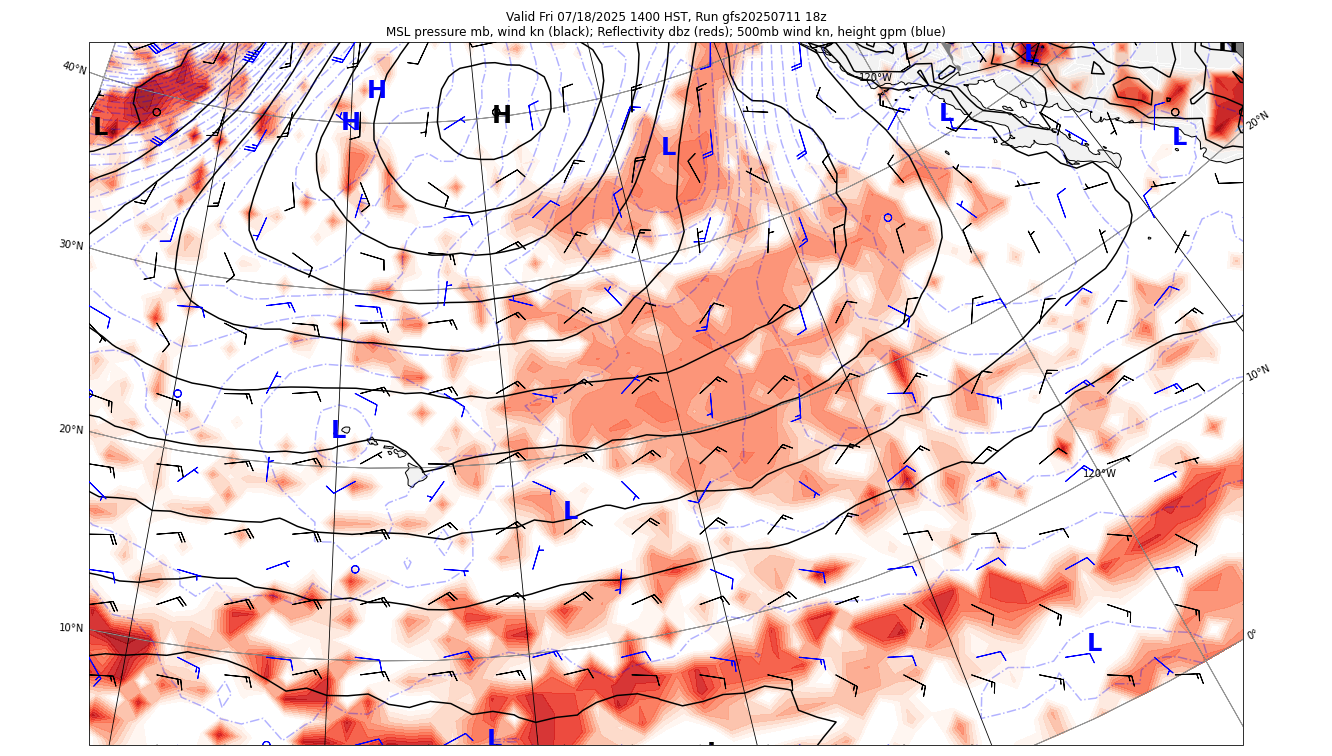 Valid Fri 07/18/2025 1400 HST, Run gfs20250711 18z
MSL pressure mb, wind kn (black); Reflectivity dbz (reds); 500mb wind kn, height gpm (blue)
L
H
40°N
120°W
H
H
L
20°N
L
H
L
L
L
30°N
10°N
20°N
L
120°W
L
10°N
0°
L
L